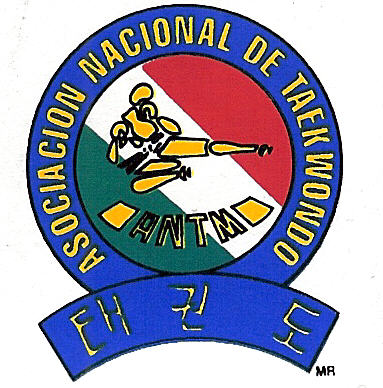 ASOCIACION NACIONAL DE TAEKWONDO
ANTM
태권도
MR